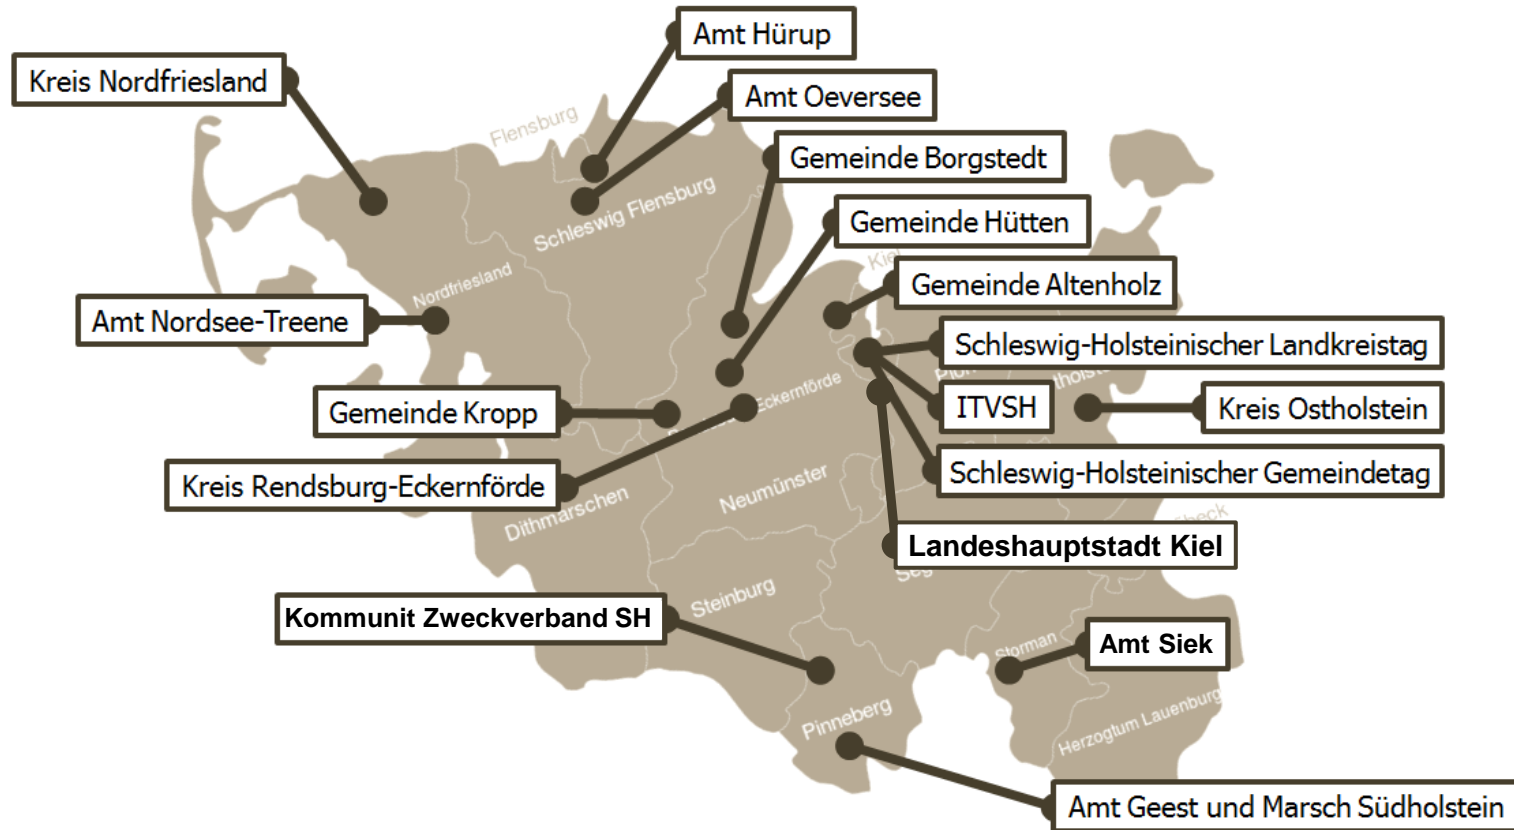 Amt Hürup
Kreis Nordfriesland
Amt Oeversee
Flensburg
Gemeinde Borgstedt
Schleswig Flensburg
Gemeinde Hütten
Kiel
Nordfriesland
Gemeinde Altenholz
Amt Nordsee-Treene
Schleswig-Holsteinischer Landkreistag
Gemeinde Kropp
Eckernförde
ITVSH
Kreis Ostholstein
Kreis Rendsburg-Eckernförde
Neumünster
Schleswig-Holsteinischer Gemeindetag
Dithmarschen
Landeshauptstadt Kiel
Steinburg
Kommunit Zweckverband SH
Storman
Amt Siek
Pinneberg
Herzogtum Lauenburg
Amt Geest und Marsch Südholstein